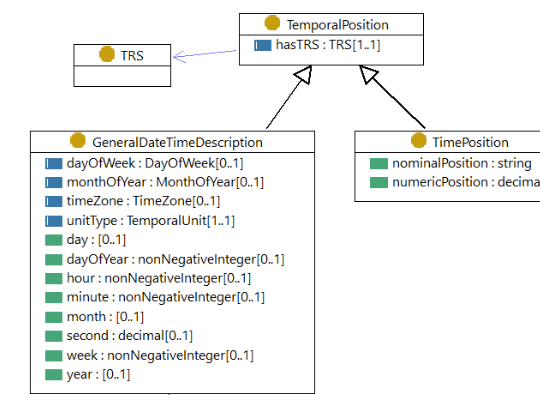 TemporalPosition
hasTRS : TRS[1..1]
TRS
GeneralDateTimeDescription
dayOfWeek : DayOfWeek[0..1]
monthOfYear : MonthOfYear[0..1]
timeZone : TimeZone[0..1]
unitType : TemporalUnit[1..1]
day : [0..1]
dayOfYear : nonNegativeInteger[0..1]
hour : nonNegativeInteger[0..1]
minute : nonNegativeInteger[0..1]
month : [0..1]
second : decimal[0..1]
week : nonNegativeInteger[0..1]
year : [0..1]
TimePosition
nominalPosition : string
numericPosition : decima